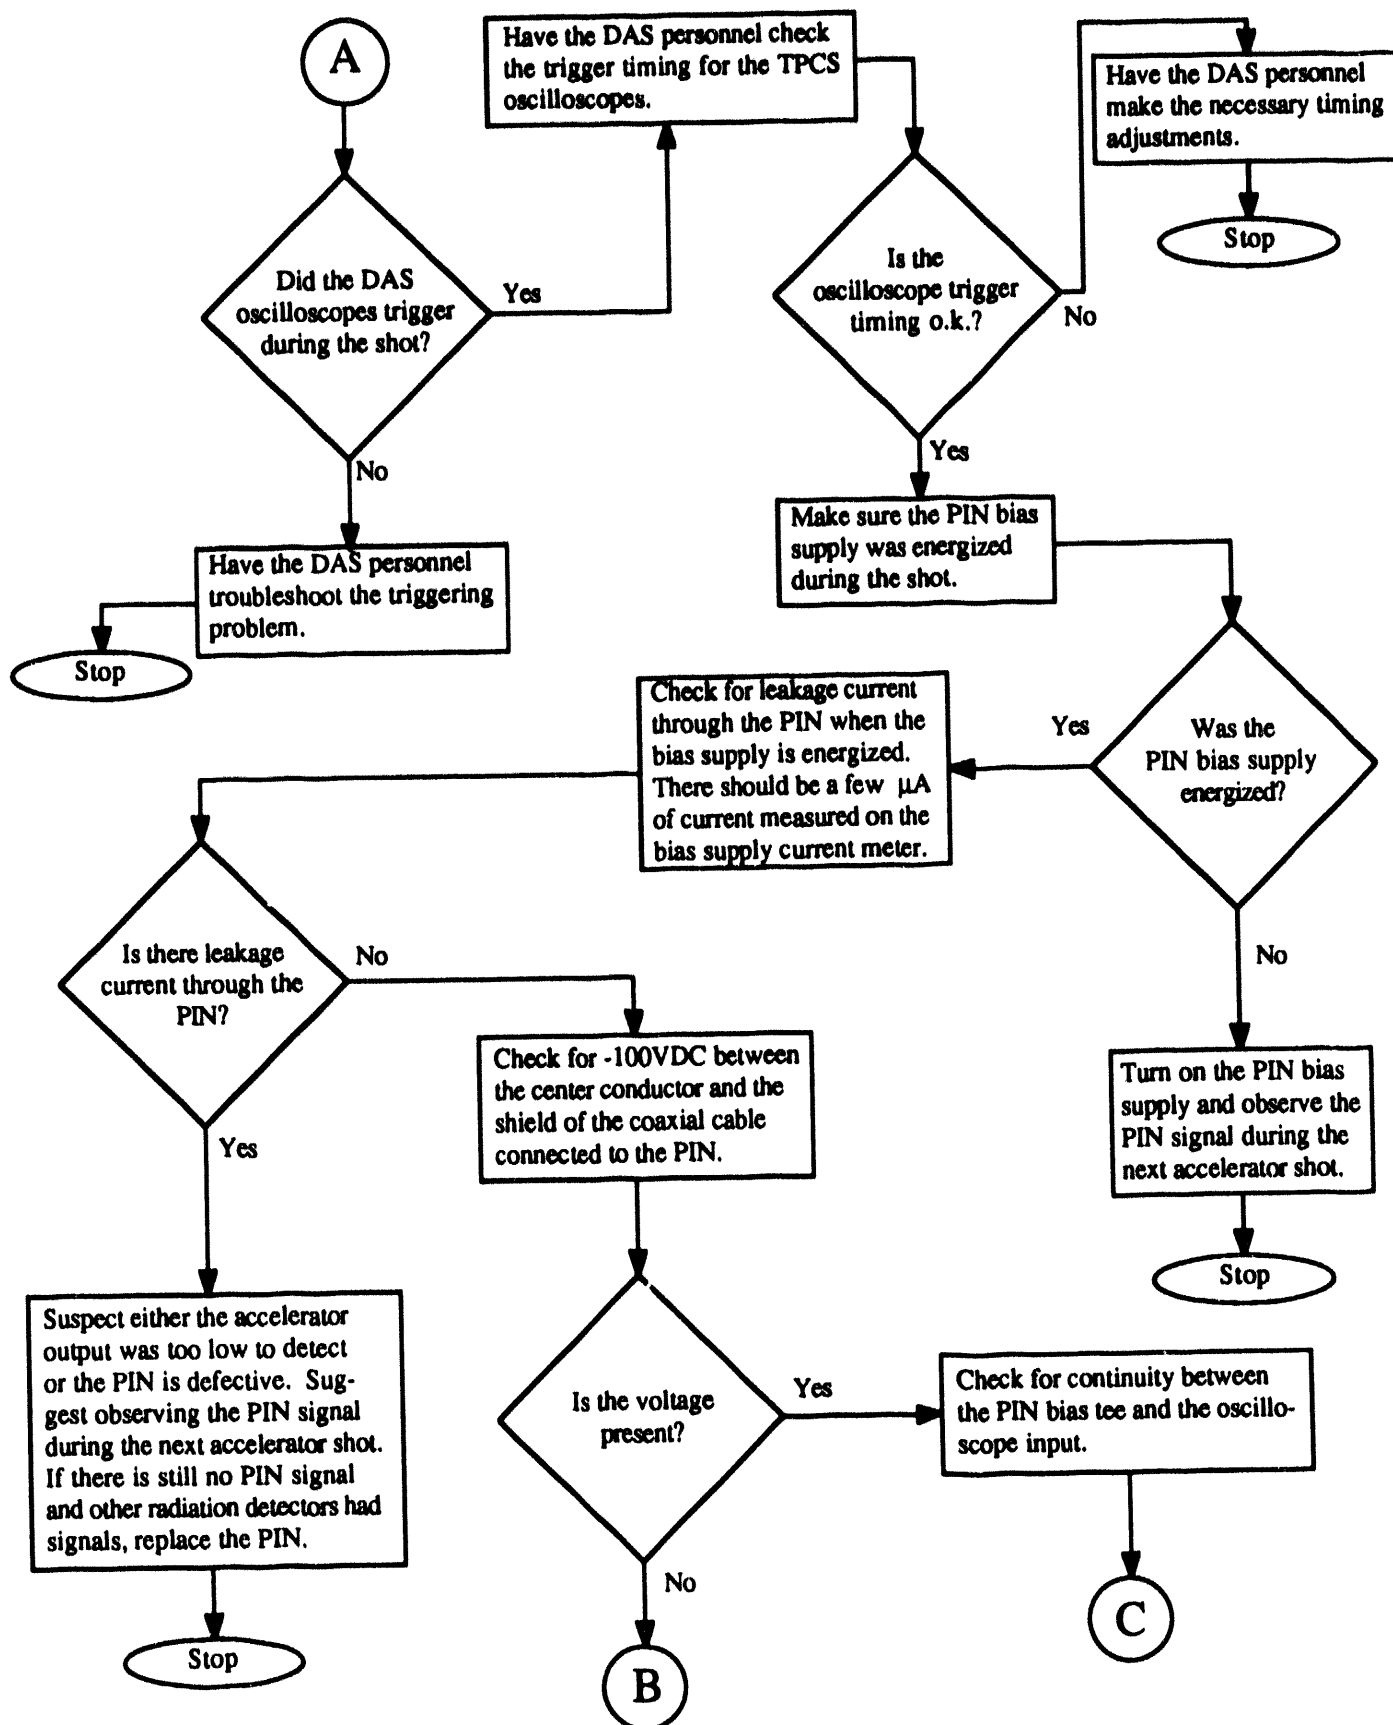 A
Have the DAS personnel check
the trigger timing for the TPCS
oscilloscopes.
Have the DAS personnel
make the necessary timing
adjustments.
Stop
Did the DAS
oscilloscopes trigger
during the shot?
Yes
Is the
oscilloscope trigger
timing o.k.?
No
No
Yes
Have the DAS personnel
troubleshoot the triggering
problem.
Stop
Make sure the PIN bias
supply was energized
during the shot.
Check for leakage current
through the PIN when the
bias supply is energized.
There should be a few µA
of current measured on the
bias supply current meter.
Yes
Was the
PIN bias supply
energized?
No
Is there leakage
current through the
PIN?
No
Yes
Check for -100VDC between
the center conductor and the
shield of the coaxial cable
connected to the PIN.
Turn on the PIN bias
supply and observe the
PIN signal during the
next accelerator shot.
Stop
Suspect either the accelerator
output was too low to detect
or the PIN is defective. Sug-
gest observing the PIN signal
during the next accelerator shot.
If there is still no PIN signal
and other radiation detectors had
signals, replace the PIN.
Stop
Is the voltage
present?
Yes
Check for continuity between
the PIN bias tee and the oscillo-
scope input.
No
C
B